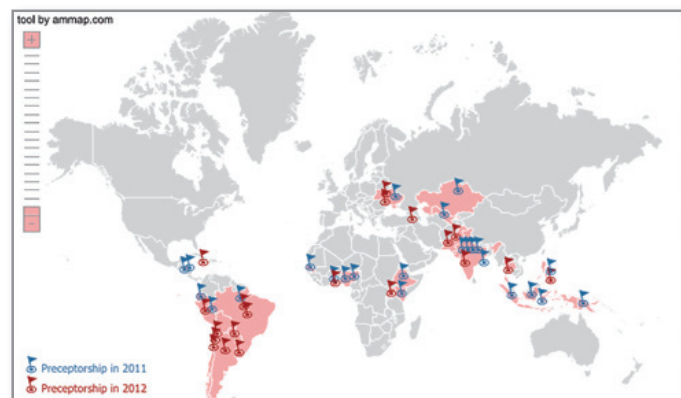 tool by ammap.com
+
-
Preceptorship in 2011
Preceptorship in 2012